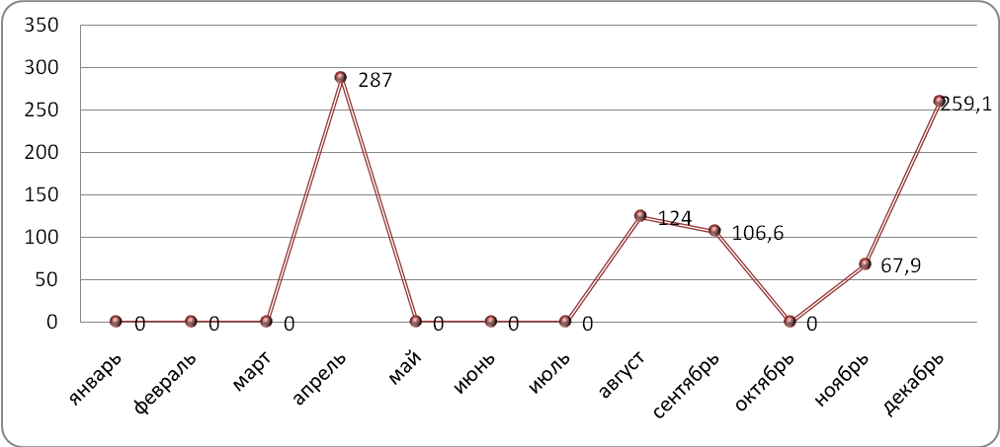 350
300
250
200
150
100
50
0
0
0
0
287
0
0
0
124
106,6
0
67,9
259,1
январь
февраль
март
апрель
май
июнь
июль
август
сентябрь
октябрь
ноябрь
декабрь